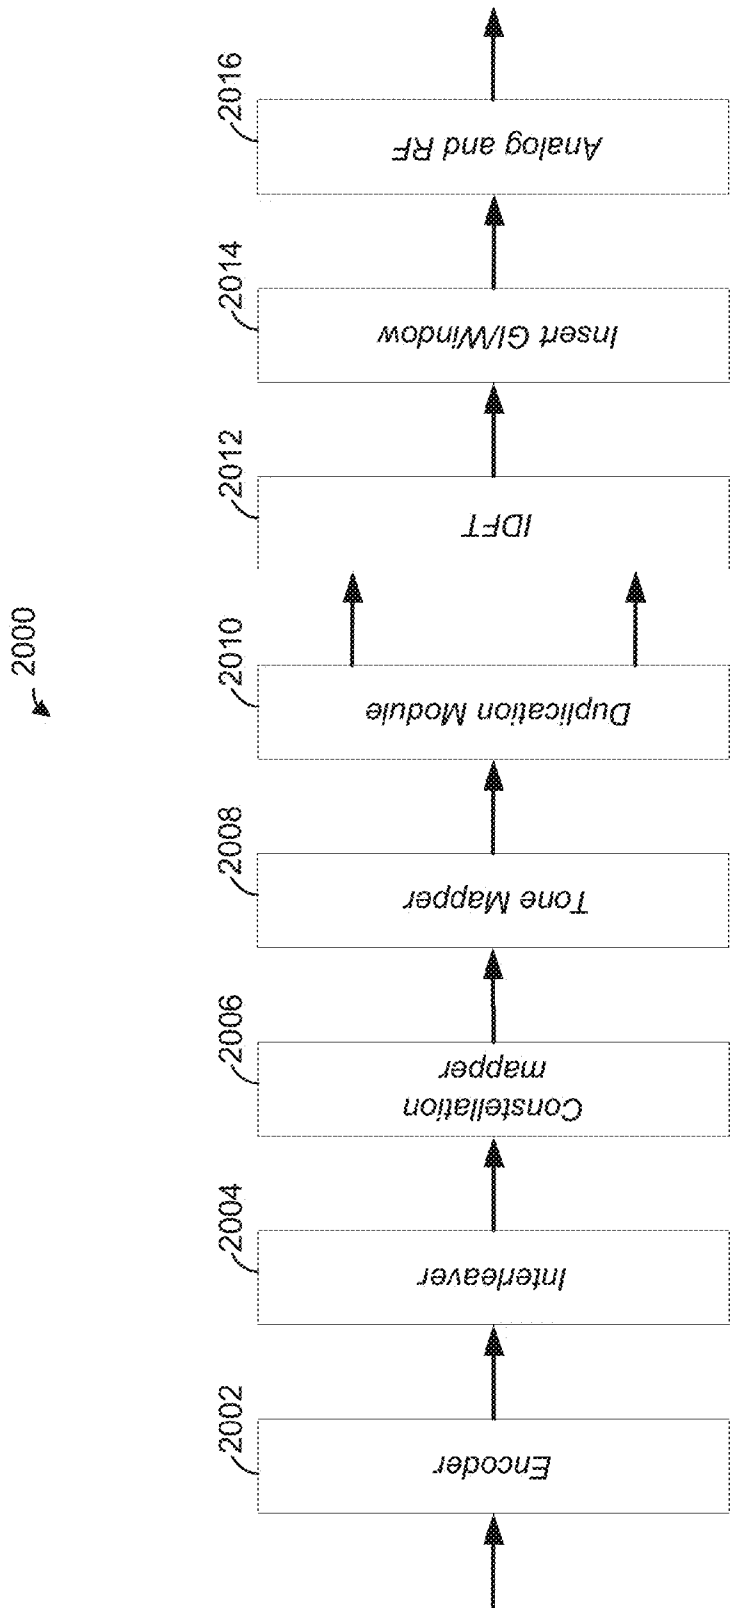 2000
2002
Encoder
2004
Interleaver
2006
Constellation
mapper
2008
Tone Mapper
2010
Duplication Module
2012
IDFT
2014
Insert GI/Window
2016
Analog and RF